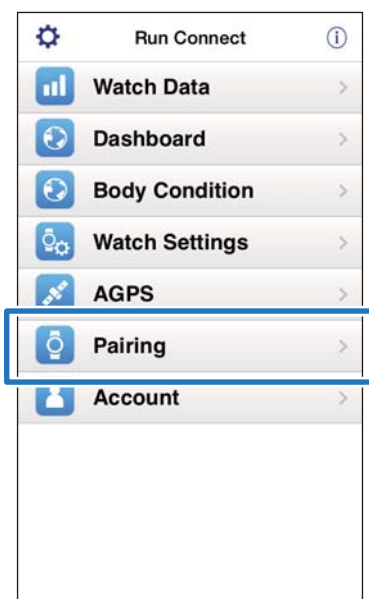 Run Connect
Watch Data
Dashboard
Body Condition
Watch Settings
AGPS
Pairing
Account